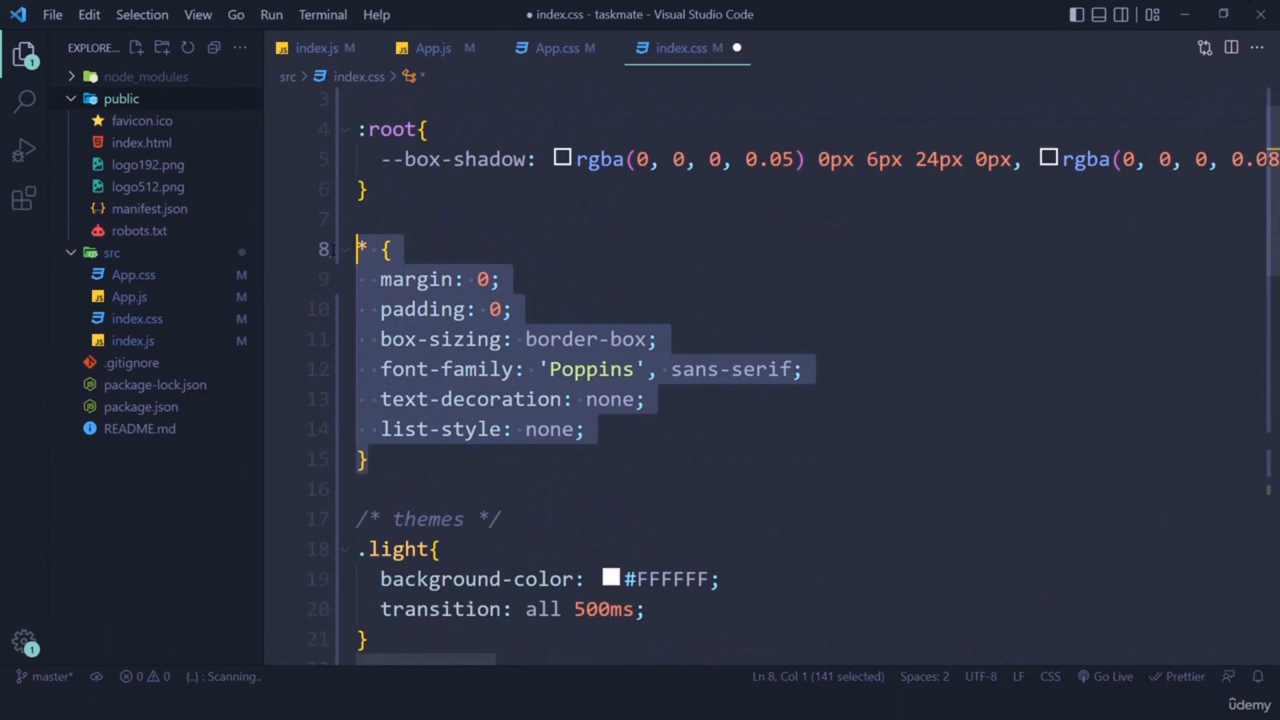 File Edit Selection View Go Run Terminal Help
● index.css - taskmate - Visual Studio Code
EXPLORE...
index.js M App.js M App.css M index.css M
src > index.css > *
1
node_modules
public
favicon.ico
index.html
logo192.png
logo512.png
manifest.json
robots.txt
src
App.css M
App.js M
index.css M
index.js M
.gitignore
package-lock.json
package.json
README.md
3
4 :root{
5 --box-shadow: rgba(0, 0, 0, 0.05) 0px 6px 24px 0px, rgba(0, 0, 0, 0.08
6 }
7
8 * {
9 margin: 0;
10 padding: 0;
11 box-sizing: border-box;
12 font-family: 'Poppins', sans-serif;
13 text-decoration: none;
14 list-style: none;
15 }
16
17 /* themes */
18 .light{
19 background-color: #FFFFFF;
20 transition: all 500ms;
21 }
1
master* 0 0 {..} : Scanning..
Ln 8, Col 1 (141 selected) Spaces: 2 UTF-8 LF CSS Go Live Prettier
ûdemy